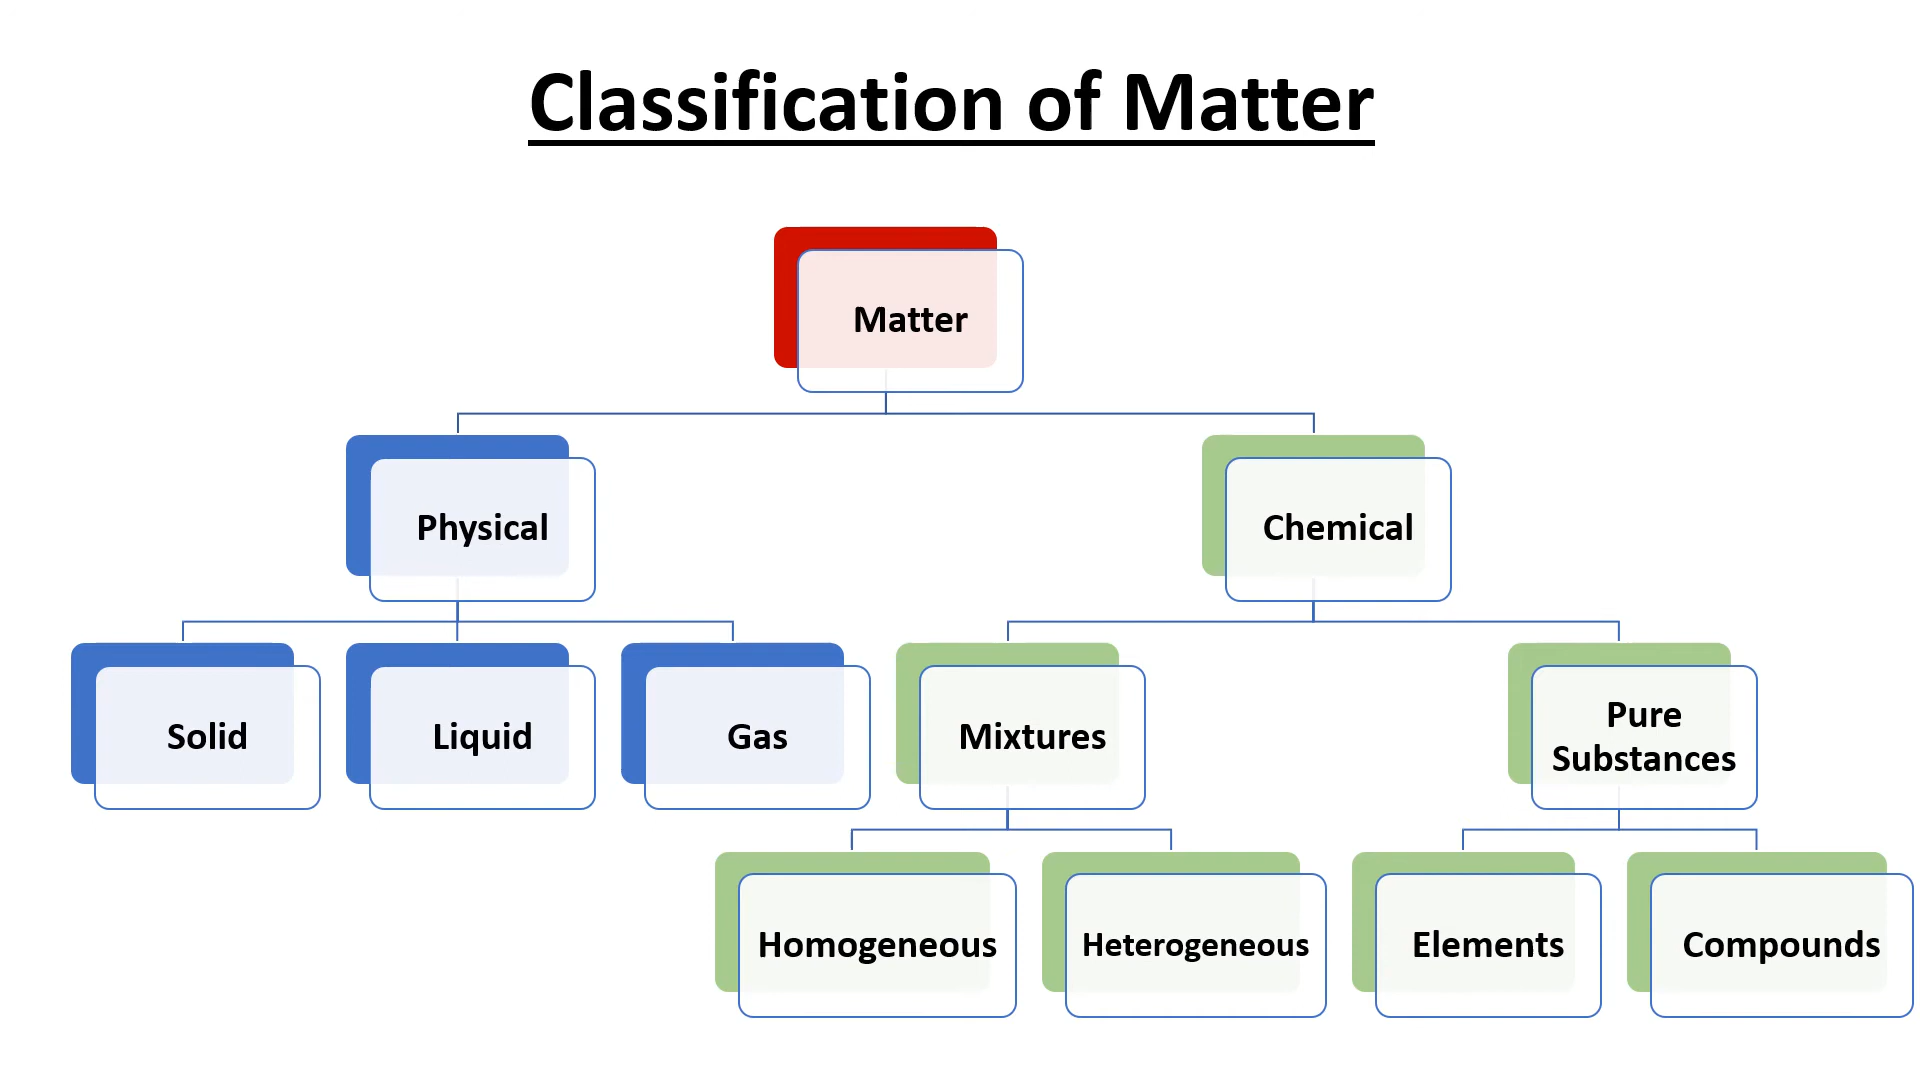 Classification of Matter
Matter
Physical
Chemical
Solid
Liquid
Gas
Mixtures
Pure
Substances
Homogeneous
Heterogeneous
Elements
Compounds